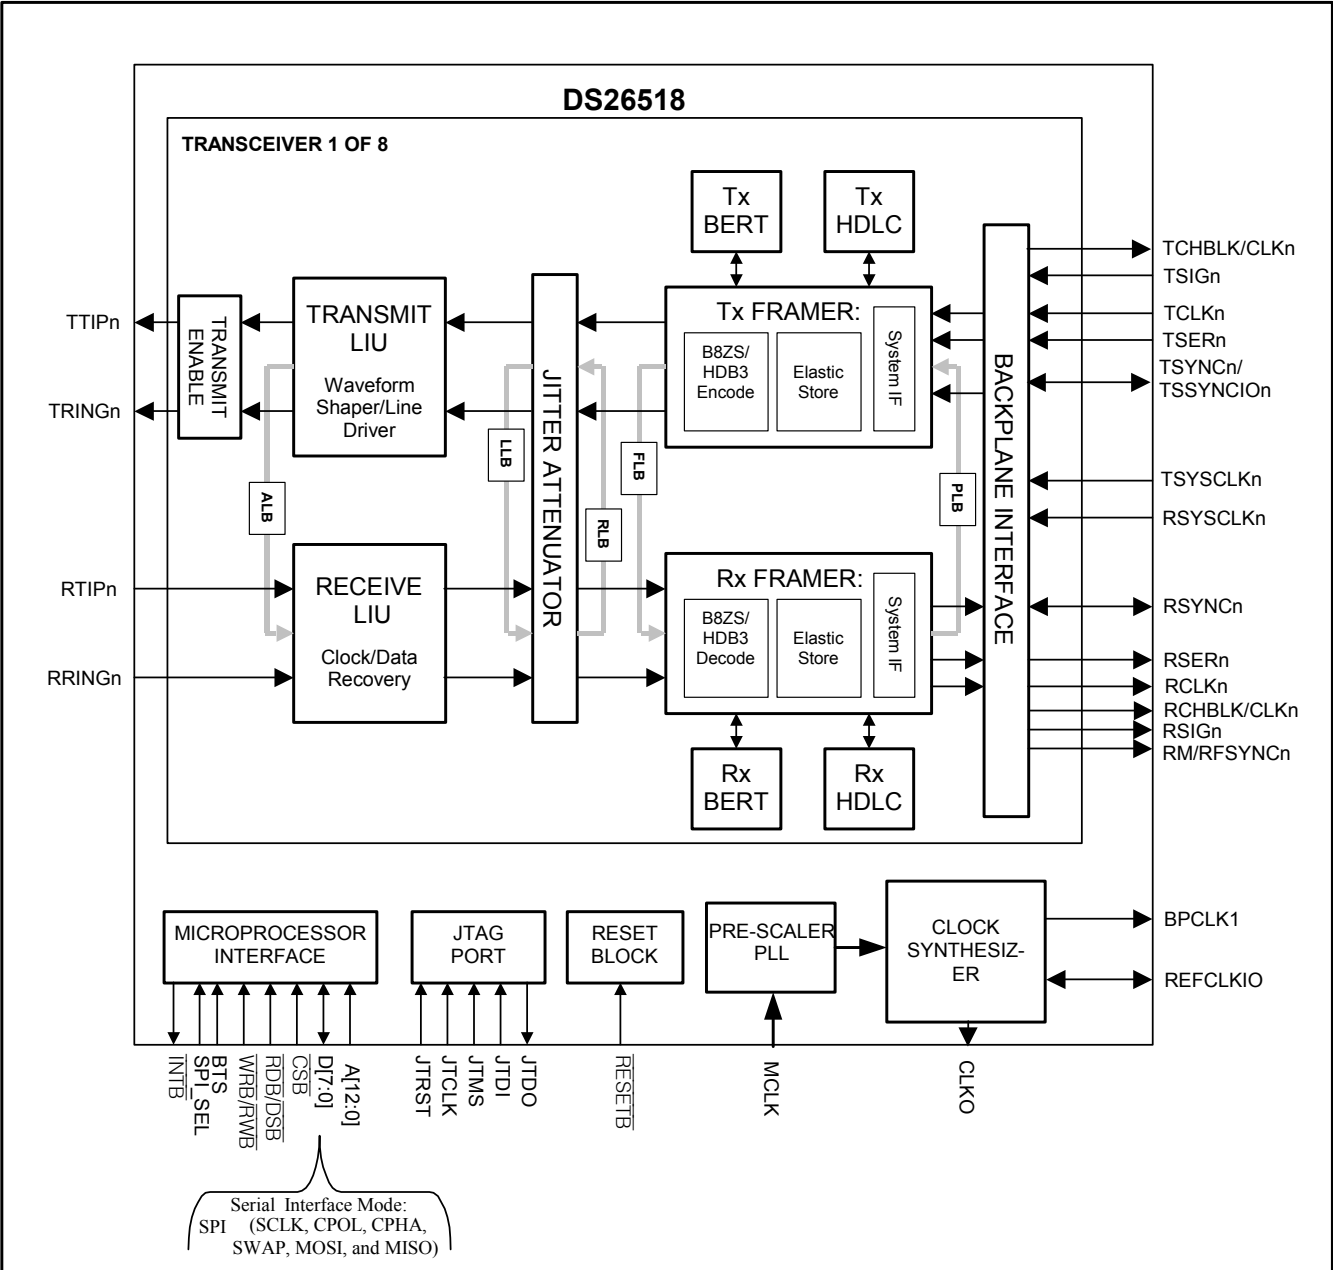 DS26518
TRANSCEIVER 1 OF 8
Tx
BERT
Tx
HDLC
TTIPn
TRINGn
TRANSMIT
ENABLE
TRANSMIT
LIU
Waveform
Shaper/Line
Driver
JITTER ATTENUATOR
Tx FRAMER:
B8ZS/
HDB3
Encode
Elastic
Store
System IF
BACKPLANE INTERFACE
TCHBLK/CLKn
TSIGn
TCLKn
TSERn
TSYNCn/
TSSYNCIOn
TSYSCLKn
RSYSCLKn
ALB
LLB
RLB
FLB
PLB
RTIPn
RRINGn
RECEIVE
LIU
Clock/Data
Recovery
Rx FRAMER:
B8ZS/
HDB3
Decode
Elastic
Store
System IF
RSYNCn
RSERn
RCLKn
RCHBLK/CLKn
RSIGn
RM/RFSYNCn
Rx
BERT
Rx
HDLC
MICROPROCESSOR
INTERFACE
JTAG
PORT
RESET
BLOCK
PRE-SCALER
PLL
CLOCK
SYNTHESIZ-
ER
BPCLK1
REFCLKIO
INTB
SPI_SEL
BTS
WRB/RWB
RDB/DSB
CSB
D[7:0]
A[12:0]
JTRST
JTCLK
JTMS
JTDI
JTDO
RESETB
MCLK
CLKO
Serial Interface Mode:
SPI (SCLK, CPOL, CPHA,
SWAP, MOSI, and MISO)